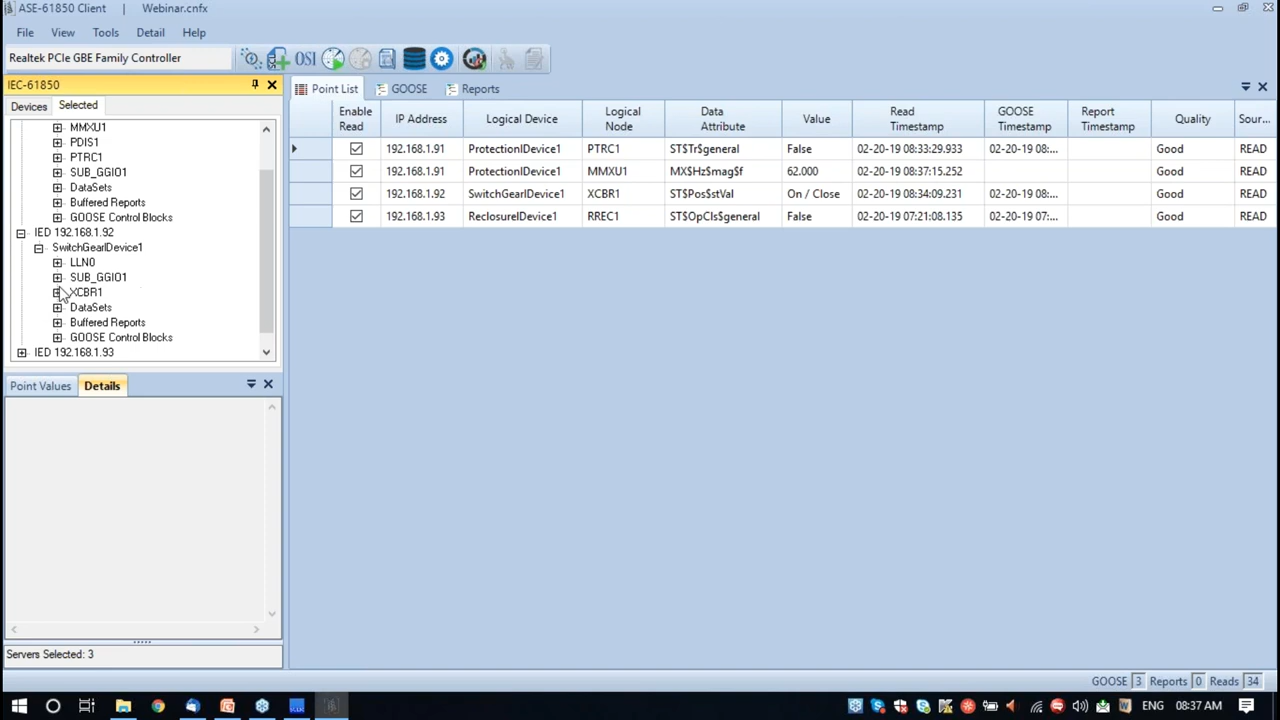 ASE-61850 Client | Webinar.cnfx
File View Tools Detail Help
Realtek PCIe GBE Family Controller
OSI
IEC-61850
Devices Selected
MMXU1
PDIS1
PTRC1
SUB_GGIO1
DataSets
Buffered Reports
GOOSE Control Blocks
IED 192.168.1.92
SwitchGearIDevice1
LLN0
SUB_GGIO1
XCBR1
DataSets
Buffered Reports
GOOSE Control Blocks
IED 192.168.1.93
Point Values Details
Servers Selected: 3
Point List GOOSE Reports
Enable Read IP Address Logical Device Logical Node Data Attribute Value Read Timestamp GOOSE Timestamp Report Timestamp Quality Sour...
192.168.1.91 ProtectionIDevice1 PTRC1 ST$Tr$general False 02-20-19 08:33:29.933 02-20-19 08:... Good READ
192.168.1.91 ProtectionIDevice1 MMXU1 MX$Hz$mag$f 62.000 02-20-19 08:37:15.252 Good READ
192.168.1.92 SwitchGearIDevice1 XCBR1 ST$Pos$stVal On / Close 02-20-19 08:34:09.231 02-20-19 08:... Good READ
192.168.1.93 ReclosureIDevice1 RREC1 ST$OpCls$general False 02-20-19 07:21:08.135 02-20-19 07:... Good READ
GOOSE 3 Reports 0 Reads 34
ENG 08:37 AM